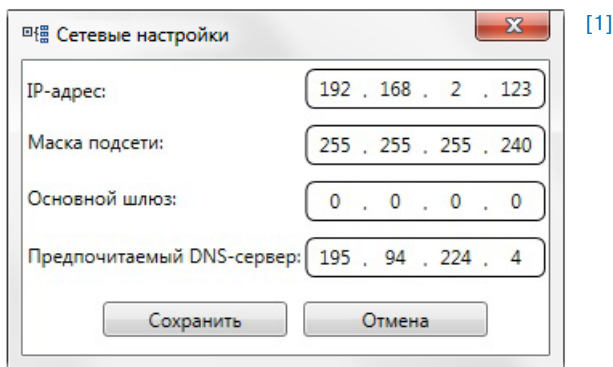 Сетевые настройки
[1]
IP-адрес: 192 . 168 . 2 . 123
Маска подсети: 255 . 255 . 255 . 240
Основной шлюз: 0 . 0 . 0 . 0
Предпочитаемый DNS-сервер: 195 . 94 . 224 . 4
Сохранить Отмена